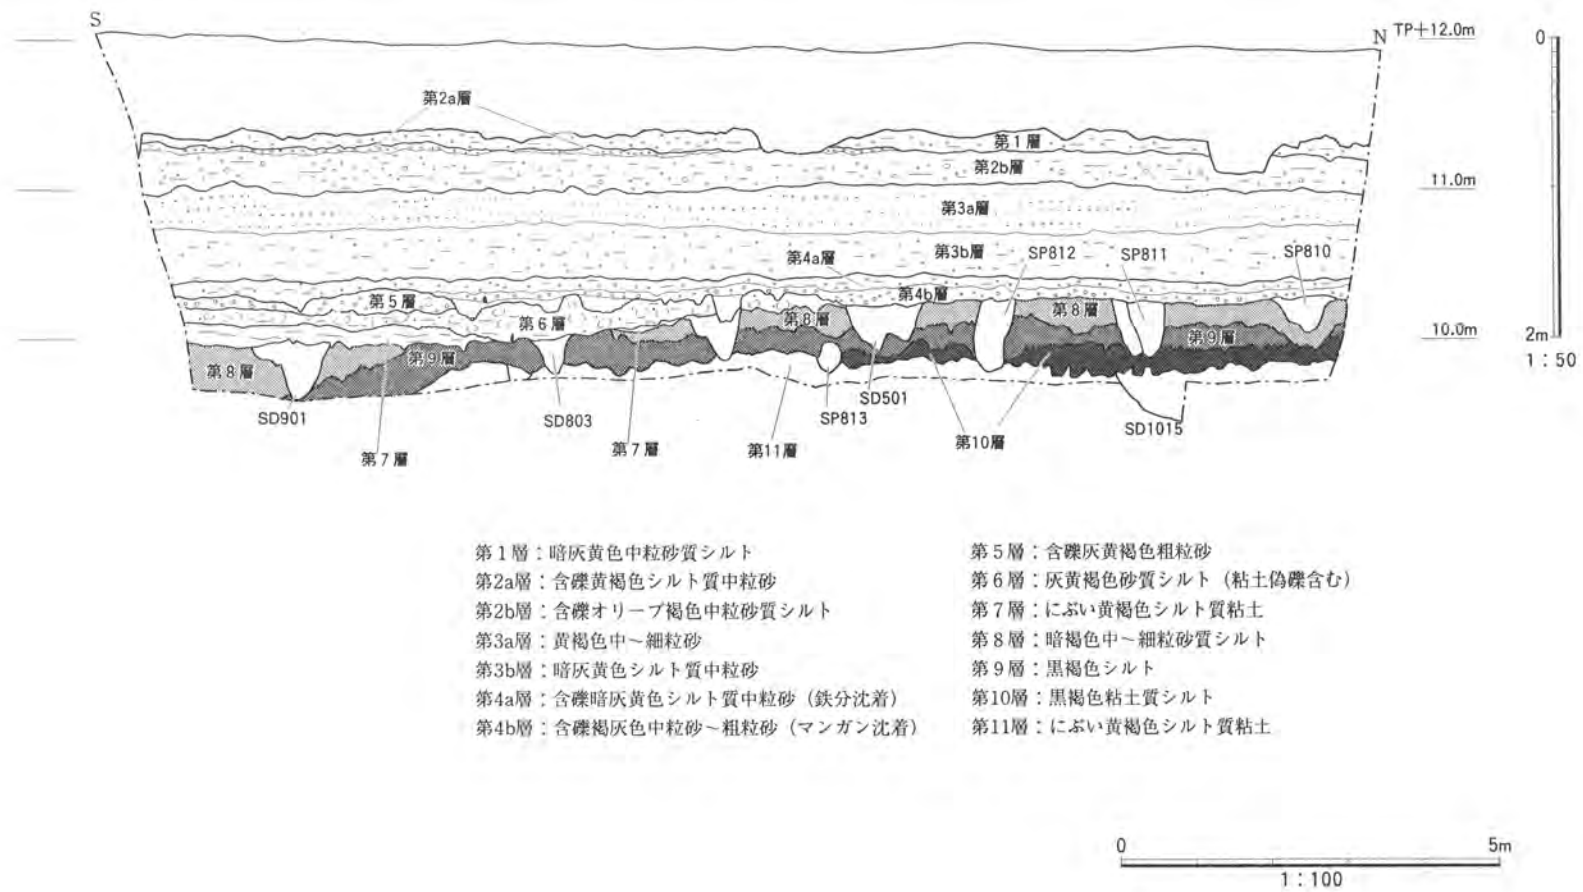 S
N
TP+12.0m
0
第2a層
第1層
第2b層
11.0m
第3a層
第4a層
第3b層
SP812
SP811
SP810
第5層
第4b層
第6層
第8層
第8層
10.0m
2m
第9層
第9層
第8層
1：50
SD901
SD803
SP813
SD501
SD1015
第7層
第7層
第11層
第10層
第1層：暗灰黄色中粒砂質シルト
第2a層：含礫黄褐色シルト質中粒砂
第2b層：含礫オリーブ褐色中粒砂質シルト
第3a層：黄褐色中～細粒砂
第3b層：暗灰黄色シルト質中粒砂
第4a層：含礫暗灰黄色シルト質中粒砂（鉄分沈着）
第4b層：含礫褐灰色中粒砂～粗粒砂（マンガン沈着）
第5層：含礫灰黄褐色粗粒砂
第6層：灰黄褐色砂質シルト（粘土偽礫含む）
第7層：にぶい黄褐色シルト質粘土
第8層：暗褐色中～細粒砂質シルト
第9層：黒褐色シルト
第10層：黒褐色粘土質シルト
第11層：にぶい黄褐色シルト質粘土
0
5m
1：100